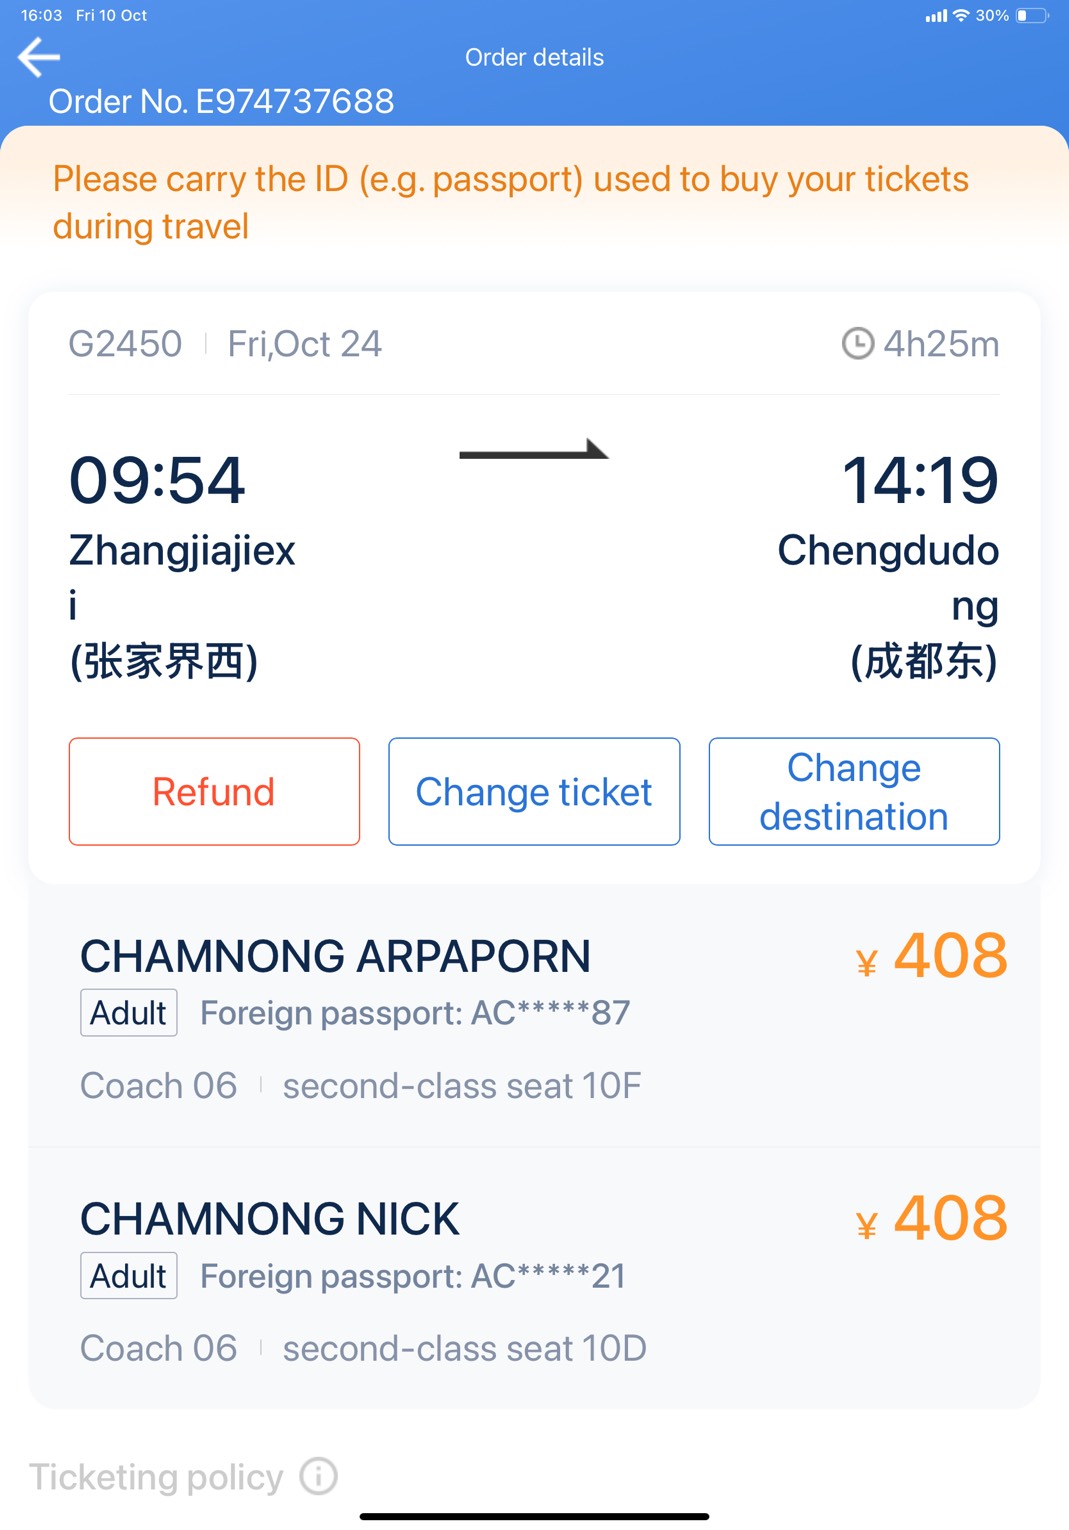 16:03 Fri 10 Oct 30%
Order details
Order No. E974737688
Please carry the ID (e.g. passport) used to buy your tickets
during travel
G2450 Fri,Oct 24 4h25m
09:54 14:19
Zhangjiajiex Chengdudo
i ng
(张家界西) (成都东)
Refund Change ticket Change
destination
CHAMNONG ARPAPORN ¥ 408
Adult Foreign passport: AC*****87
Coach 06 second-class seat 10F
CHAMNONG NICK ¥ 408
Adult Foreign passport: AC*****21
Coach 06 second-class seat 10D
Ticketing policy